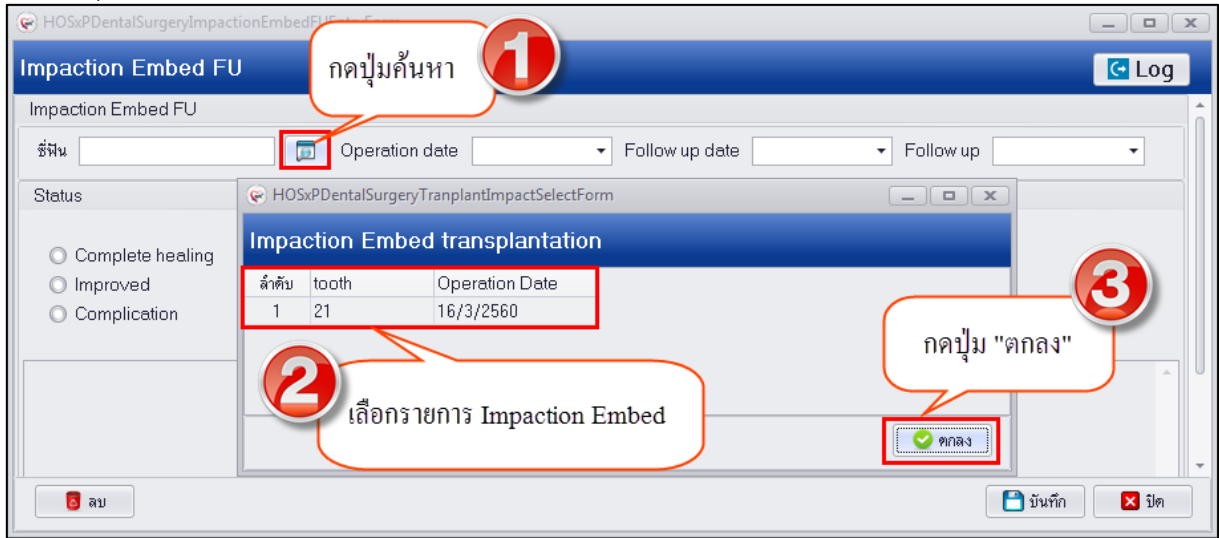 HOSxPDentalSurgeryImpactionEmbedFUEntryForm
กดปุ่มค้นหา
1
Impaction Embed FU
Log
Impaction Embed FU
ซี่ฟัน
Operation date
Follow up date
Follow up
Status
HOSxPDentalSurgeryTranplantImpactSelectForm
Impaction Embed transplantation
Complete healing
Improved
Complication
ลำดับ tooth Operation Date
1 21 16/3/2560
3
กดปุ่ม "ตกลง"
2
เลือกรายการ Impaction Embed
ตกลง
ลบ
บันทึก
ปิด